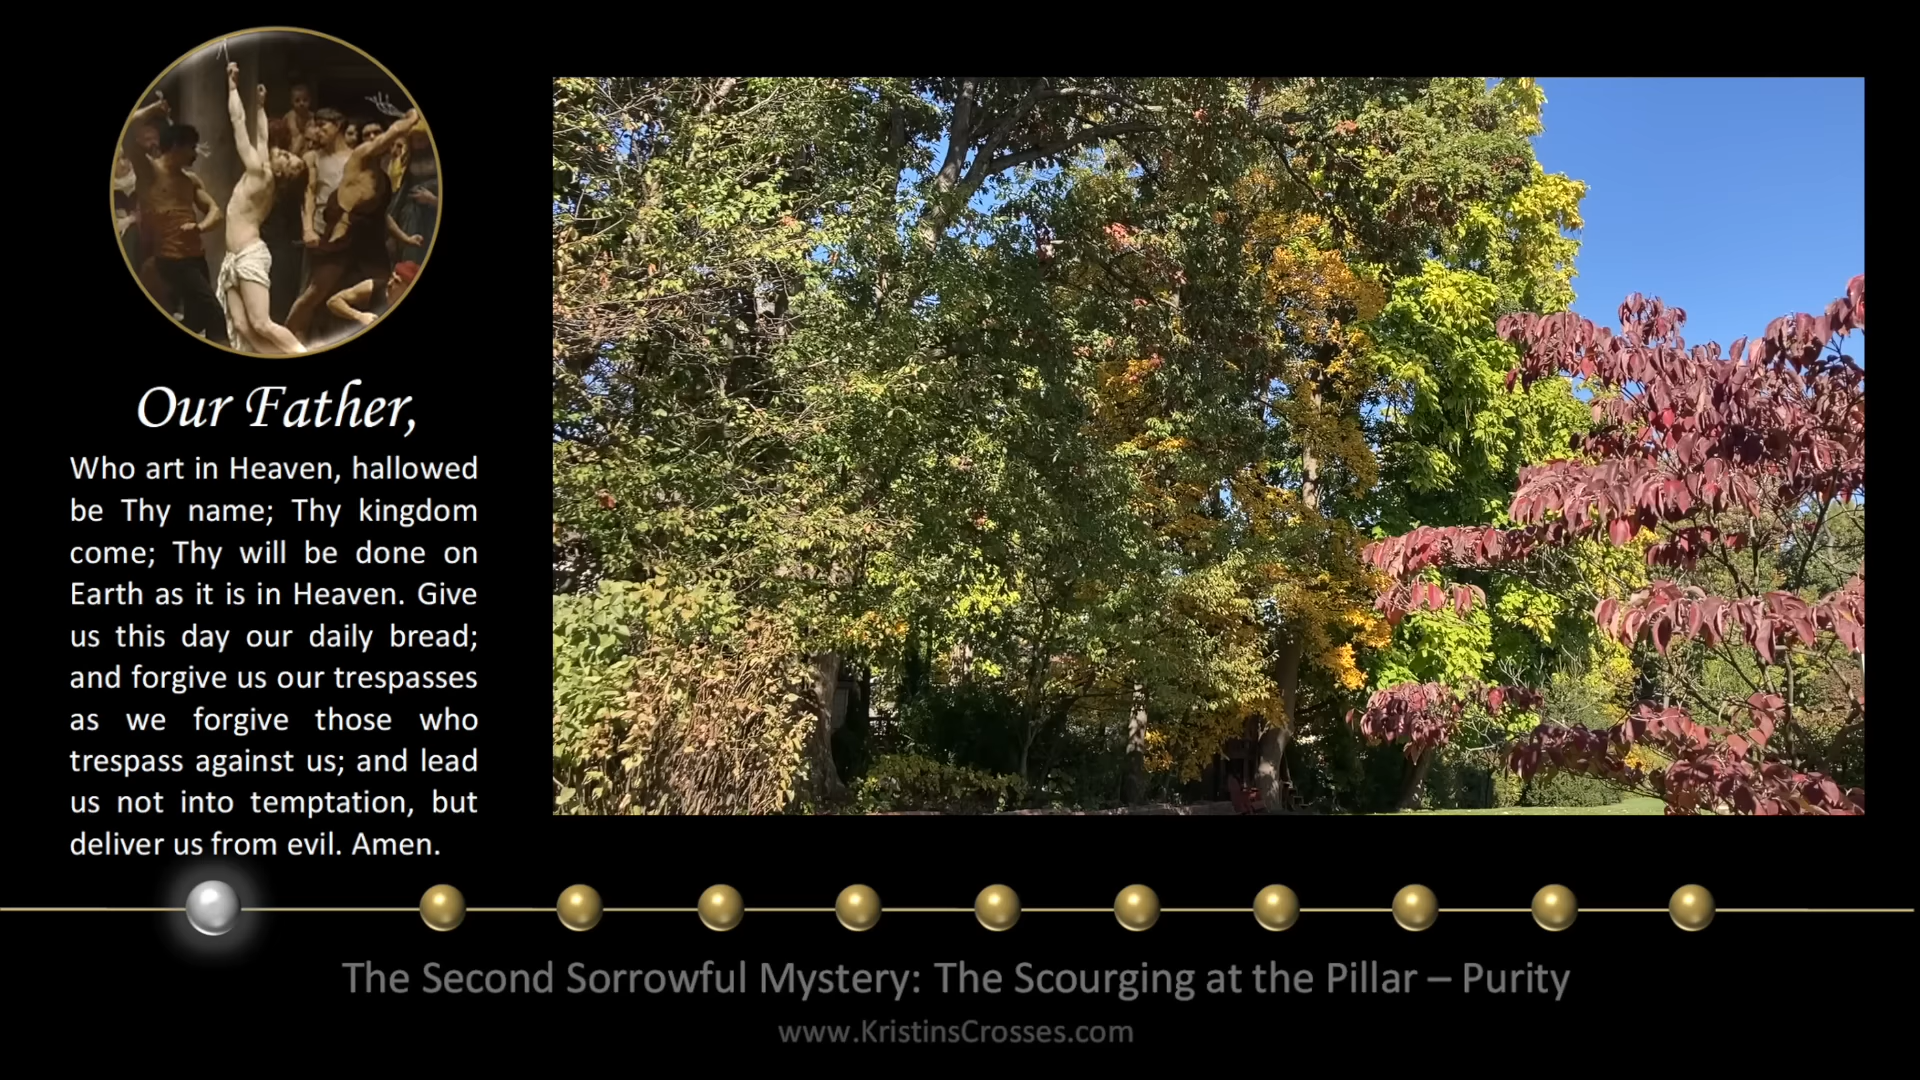 Our Father,
Who art in Heaven, hallowed
be Thy name; Thy kingdom
come; Thy will be done on
Earth as it is in Heaven. Give
us this day our daily bread;
and forgive us our trespasses
as we forgive those who
trespass against us; and lead
us not into temptation, but
deliver us from evil. Amen.
The Second Sorrowful Mystery: The Scourging at the Pillar – Purity
www.KristinsCrosses.com